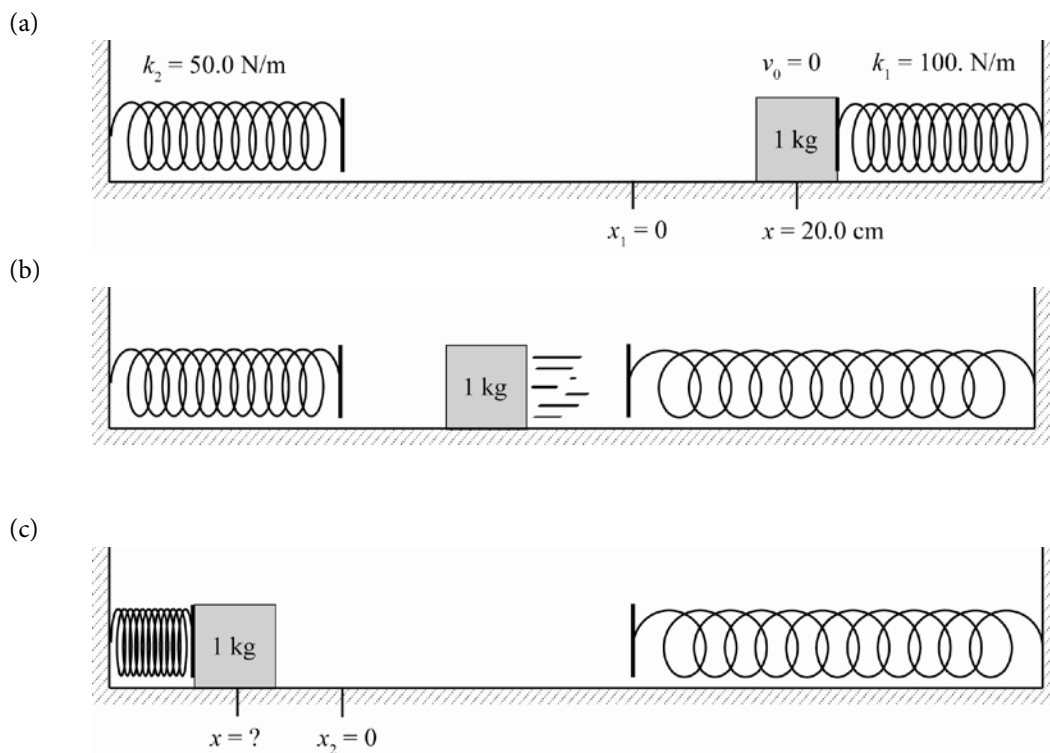 (a)
k₂ = 50.0 N/m
v₀ = 0
k₁ = 100. N/m
1 kg
x₁ = 0
x = 20.0 cm
(b)
1 kg
(c)
1 kg
x = ?
x₂ = 0